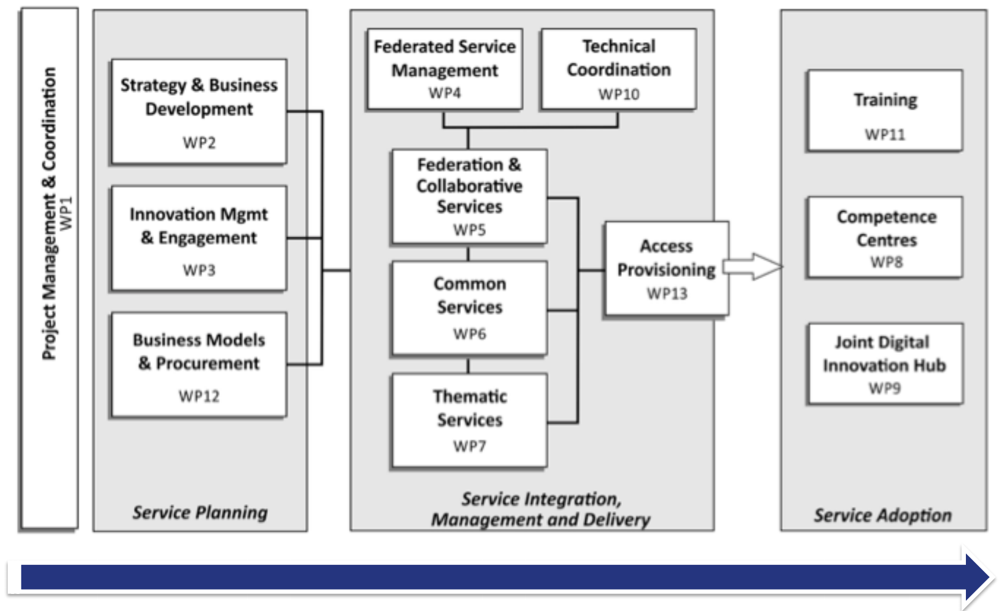 Project Management & Coordination
WP1
Strategy & Business
Development
WP2
Innovation Mgmt
& Engagement
WP3
Business Models
& Procurement
WP12
Service Planning
Federated Service
Management
WP4
Technical
Coordination
WP10
Federation &
Collaborative
Services
WP5
Common
Services
WP6
Thematic
Services
WP7
Access
Provisioning
WP13
Service Integration,
Management and Delivery
Training
WP11
Competence
Centres
WP8
Joint Digital
Innovation Hub
WP9
Service Adoption